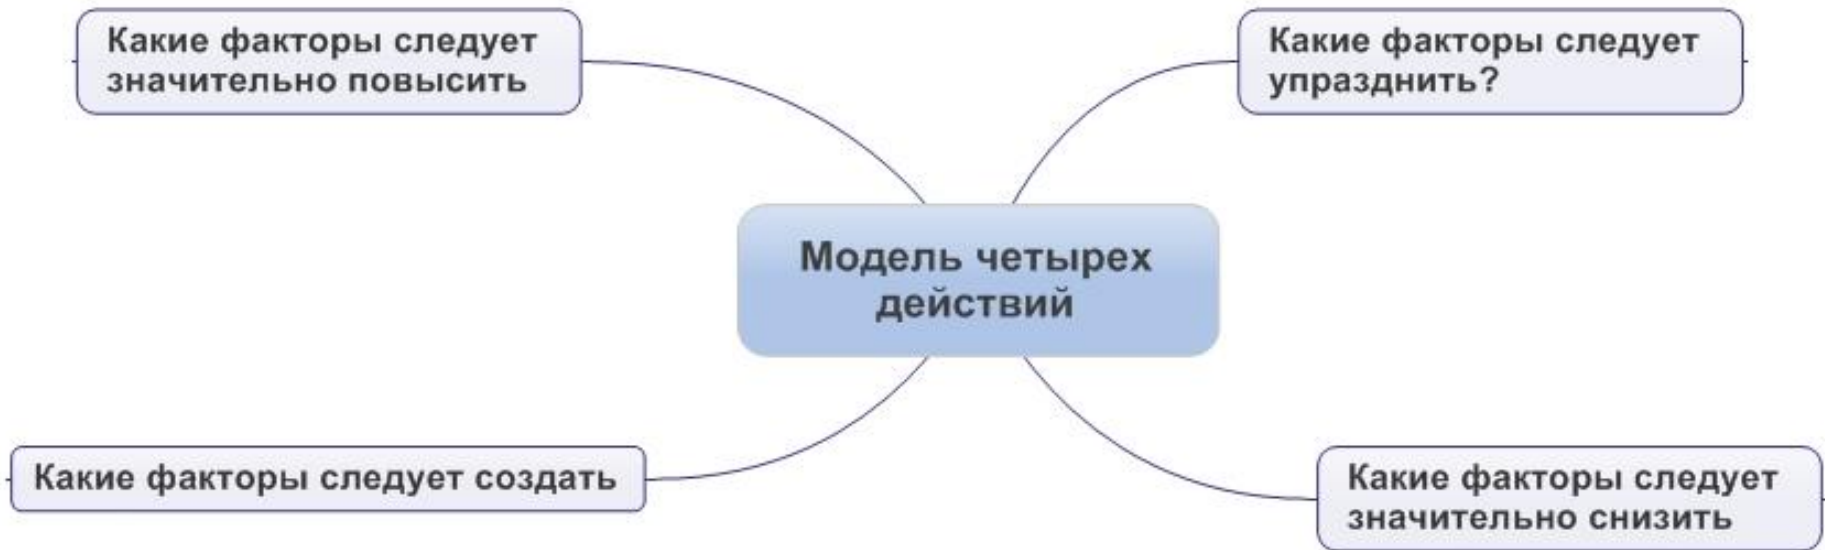 Какие факторы следует
значительно повысить
Какие факторы следует
упразднить?
Модель четырех
действий
Какие факторы следует создать
Какие факторы следует
значительно снизить